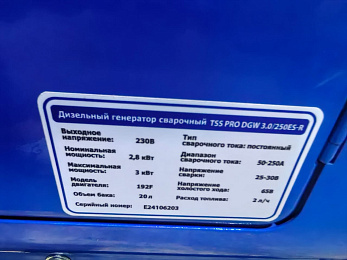 Дизельный генератор сварочный TSS PRO DGW 3.0/250ES-R
Выходное напряжение: 230В
Номинальная мощность: 2,8 кВт
Максимальная мощность: 3 кВт
Модель двигателя: 192F
Объем бака: 20 л
Серийный номер: E24106203
Тип сварочного тока: постоянный
Диапазон сварочного тока: 50-250А
Напряжение сварки: 25-30В
Напряжение холостого хода: 65В
Расход топлива: 2 л/ч